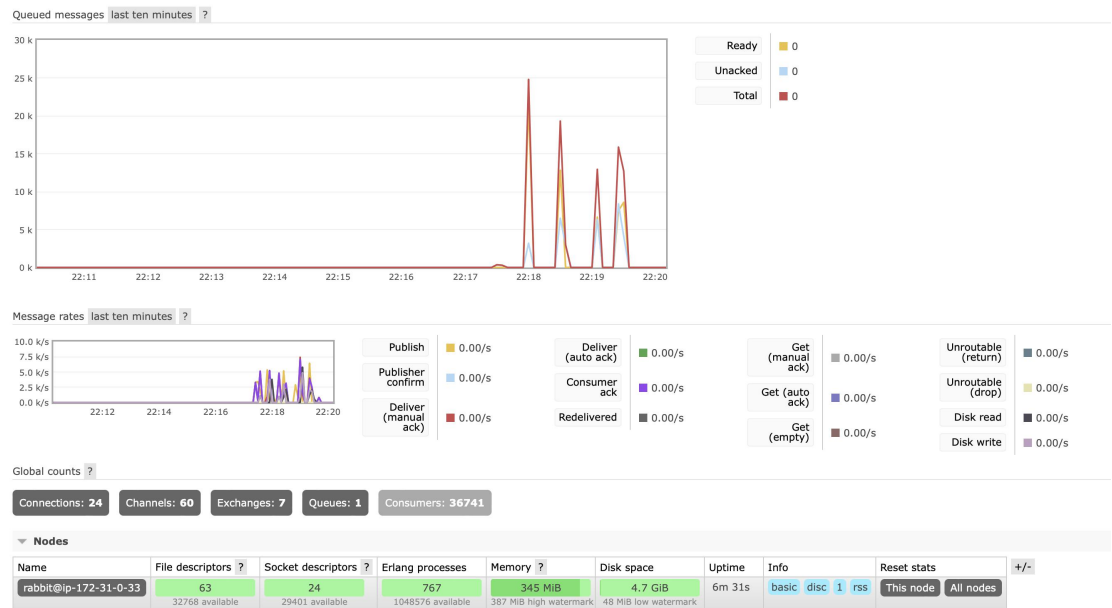 Queued messages last ten minutes ?
30 k
25 k
20 k
15 k
10 k
5 k
0 k
22:11 22:12 22:13 22:14 22:15 22:16 22:17 22:18 22:19 22:20
Ready 0
Unacked 0
Total 0
Message rates last ten minutes ?
10.0 k/s
7.5 k/s
5.0 k/s
2.5 k/s
0.0 k/s
22:12 22:14 22:16 22:18 22:20
Publish 0.00/s
Publisher
confirm 0.00/s
Deliver
(manual
ack) 0.00/s
Deliver
(auto ack) 0.00/s
Consumer
ack 0.00/s
Redelivered 0.00/s
Get
(manual
ack) 0.00/s
Get (auto
ack) 0.00/s
Get
(empty) 0.00/s
Unroutable
(return) 0.00/s
Unroutable
(drop) 0.00/s
Disk read 0.00/s
Disk write 0.00/s
Global counts ?
Connections: 24 Channels: 60 Exchanges: 7 Queues: 1 Consumers: 36741
Nodes
Name File descriptors ? Socket descriptors ? Erlang processes Memory ? Disk space Uptime Info Reset stats +/-
rabbit@ip-172-31-0-33 63 24 767 345 MiB 4.7 GiB 6m 31s basic disc 1 rss This node All nodes
32768 available 29401 available 1048576 available 387 MiB high watermark 48 MiB low watermark